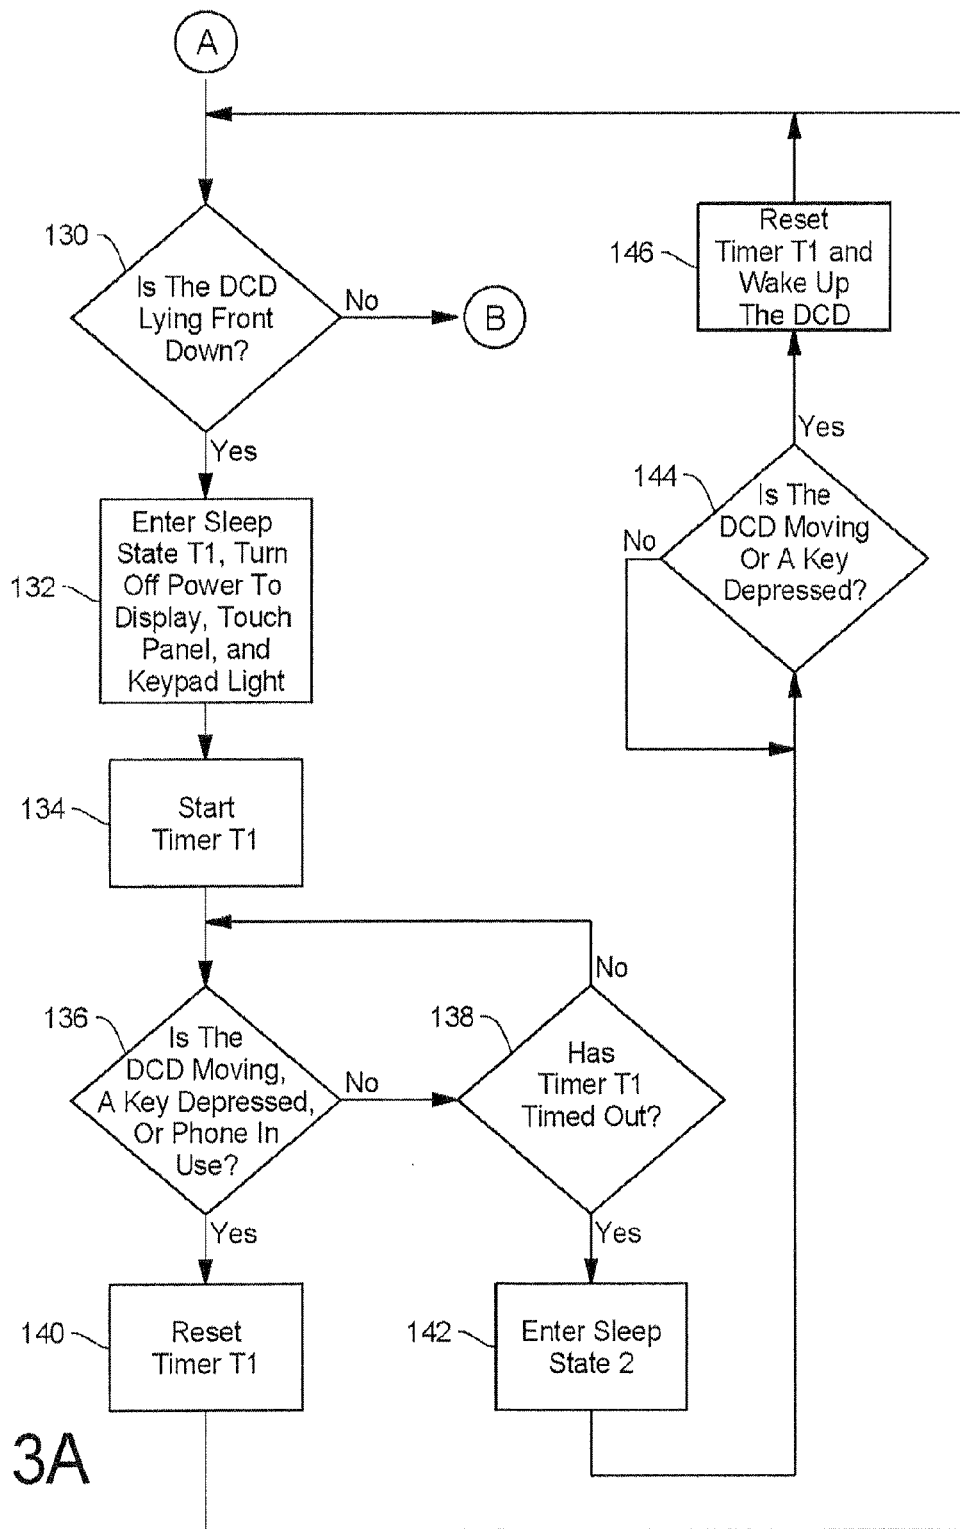 A
130
Is The DCD
Lying Front
Down?
No
B
Yes
132
Enter Sleep
State T1, Turn
Off Power To
Display, Touch
Panel, and
Keypad Light
134
Start
Timer T1
136
Is The
DCD Moving,
A Key Depressed,
Or Phone In
Use?
No
Yes
138
Has
Timer T1
Timed Out?
No
Yes
140
Reset
Timer T1
142
Enter Sleep
State 2
144
Is The
DCD Moving
Or A Key
Depressed?
No
Yes
146
Reset
Timer T1 and
Wake Up
The DCD
3A